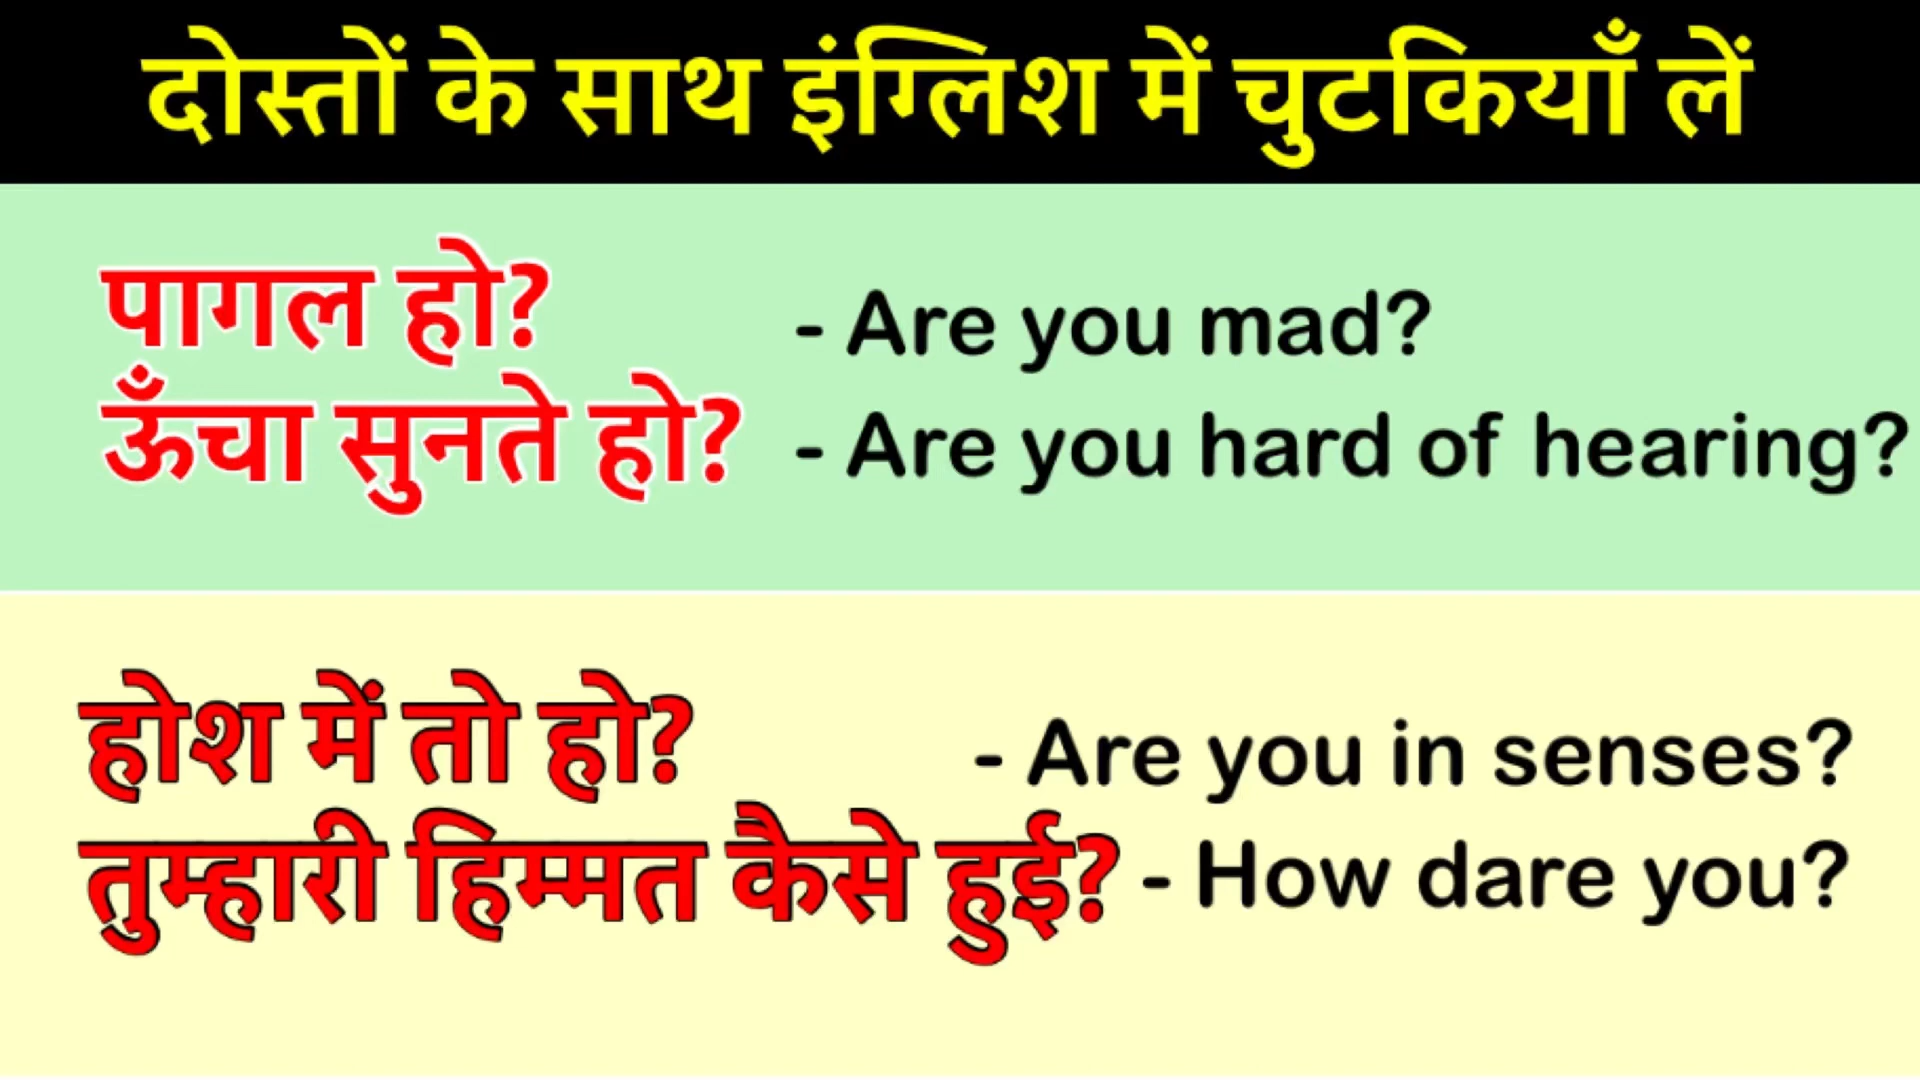 दोस्तों के साथ इंग्लिश में चुटकियाँ लें
पागल हो? - Are you mad?
ऊँचा सुनते हो? - Are you hard of hearing?
होश में तो हो? - Are you in senses?
तुम्हारी हिम्मत कैसे हुई? - How dare you?